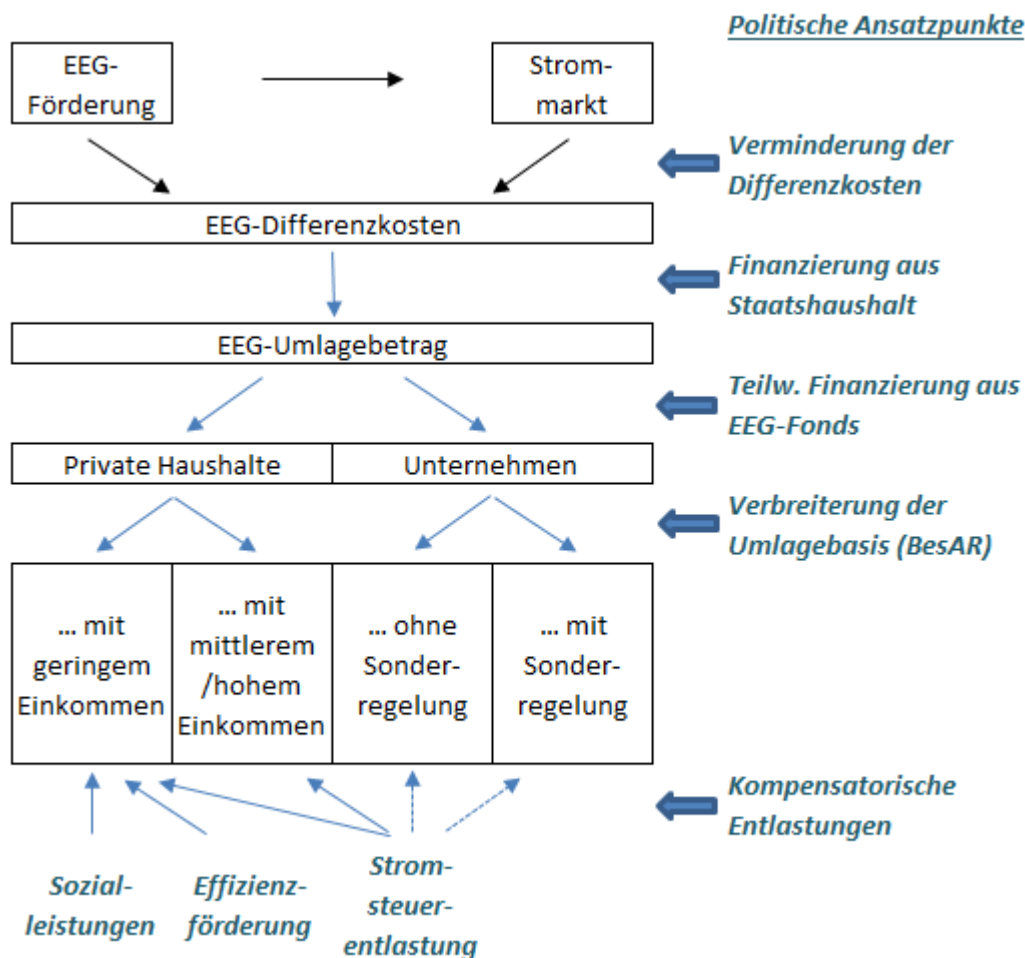 Politische Ansatzpunkte
EEG-
Förderung
Strom-
markt
Verminderung der
Differenzkosten
EEG-Differenzkosten
Finanzierung aus
Staatshaushalt
EEG-Umlagebetrag
Teilw. Finanzierung aus
EEG-Fonds
Private Haushalte
Unternehmen
Verbreiterung der
Umlagebasis (BesAR)
... mit
geringem
Einkommen
... mit
mittlerem
/hohem
Einkommen
... ohne
Sonder-
regelung
... mit
Sonder-
regelung
Kompensatorische
Entlastungen
Sozial-
leistungen
Effizienz-
förderung
Strom-
steuer-
entlastung